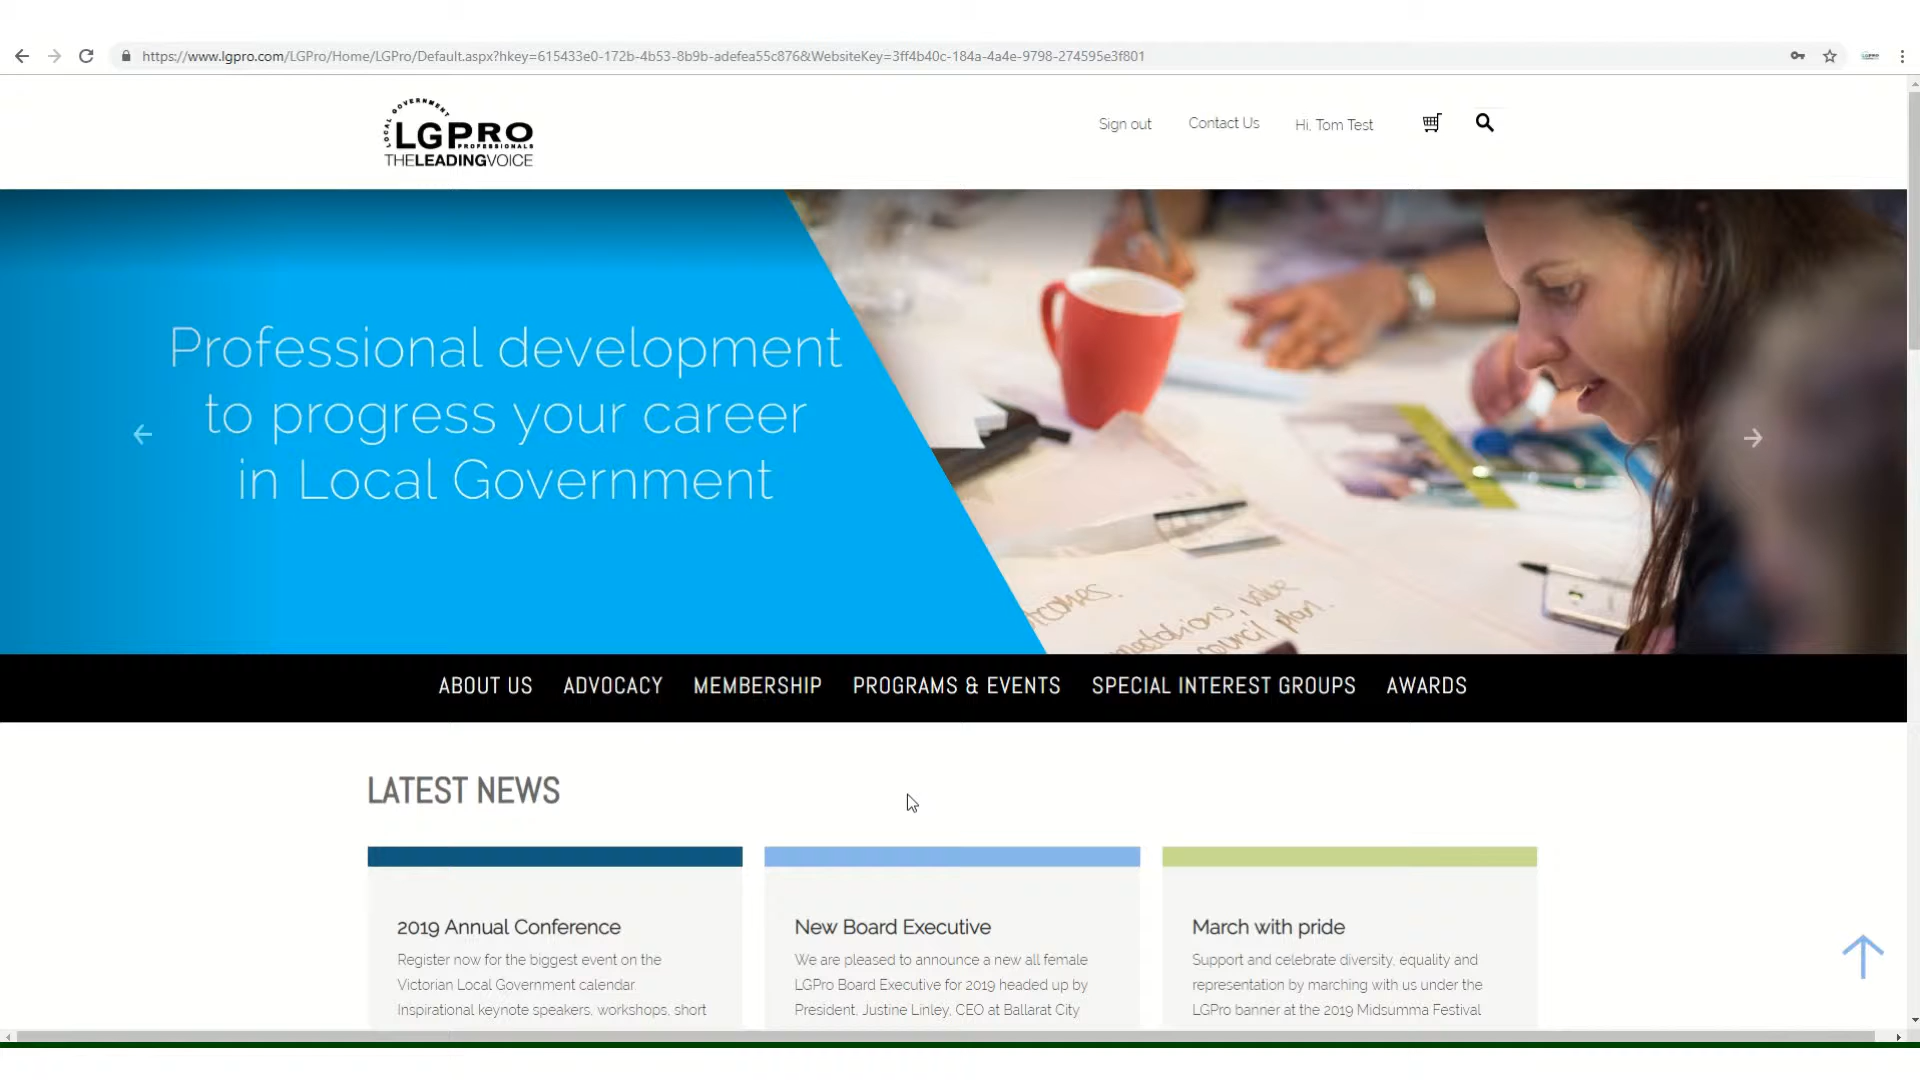 https://www.lgpro.com/LGPro/Home/LGPro/Default.aspx?hkey=615433e0-172b-4b53-8b9b-adefea55c876&WebsiteKey=3ff4b40c-184a-4a4e-9798-274595e3f801
LOCAL GOVERNMENT
LGPRO
PROFESSIONALS
THELEADINGVOICE
Sign out
Contact Us
Hi, Tom Test
Professional development
to progress your career
in Local Government
council plan.
ABOUT US
ADVOCACY
MEMBERSHIP
PROGRAMS & EVENTS
SPECIAL INTEREST GROUPS
AWARDS
LATEST NEWS
2019 Annual Conference
Register now for the biggest event on the
Victorian Local Government calendar.
Inspirational keynote speakers, workshops, short
New Board Executive
We are pleased to announce a new all female
LGPro Board Executive for 2019 headed up by
President, Justine Linley, CEO at Ballarat City
March with pride
Support and celebrate diversity, equality and
representation by marching with us under the
LGPro banner at the 2019 Midsumma Festival